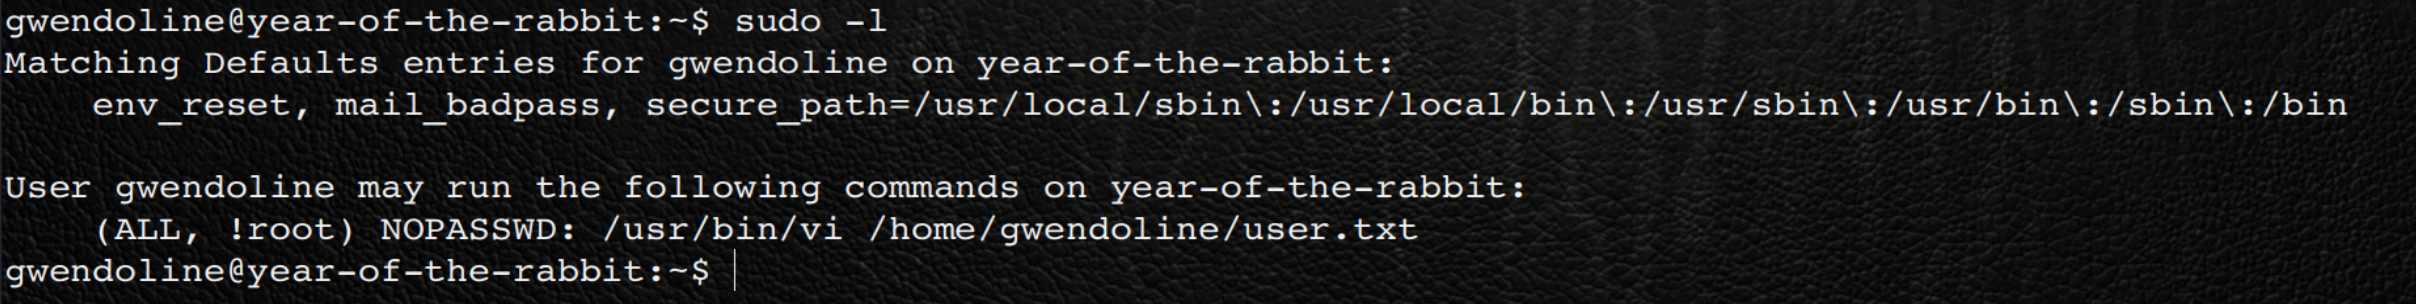 gwendoline@year-of-the-rabbit:~$ sudo -l
Matching Defaults entries for gwendoline on year-of-the-rabbit:
    env_reset, mail_badpass, secure_path=/usr/local/sbin\:/usr/local/bin\:/usr/sbin\:/usr/bin\:/sbin\:/bin

User gwendoline may run the following commands on year-of-the-rabbit:
    (ALL, !root) NOPASSWD: /usr/bin/vi /home/gwendoline/user.txt
gwendoline@year-of-the-rabbit:~$